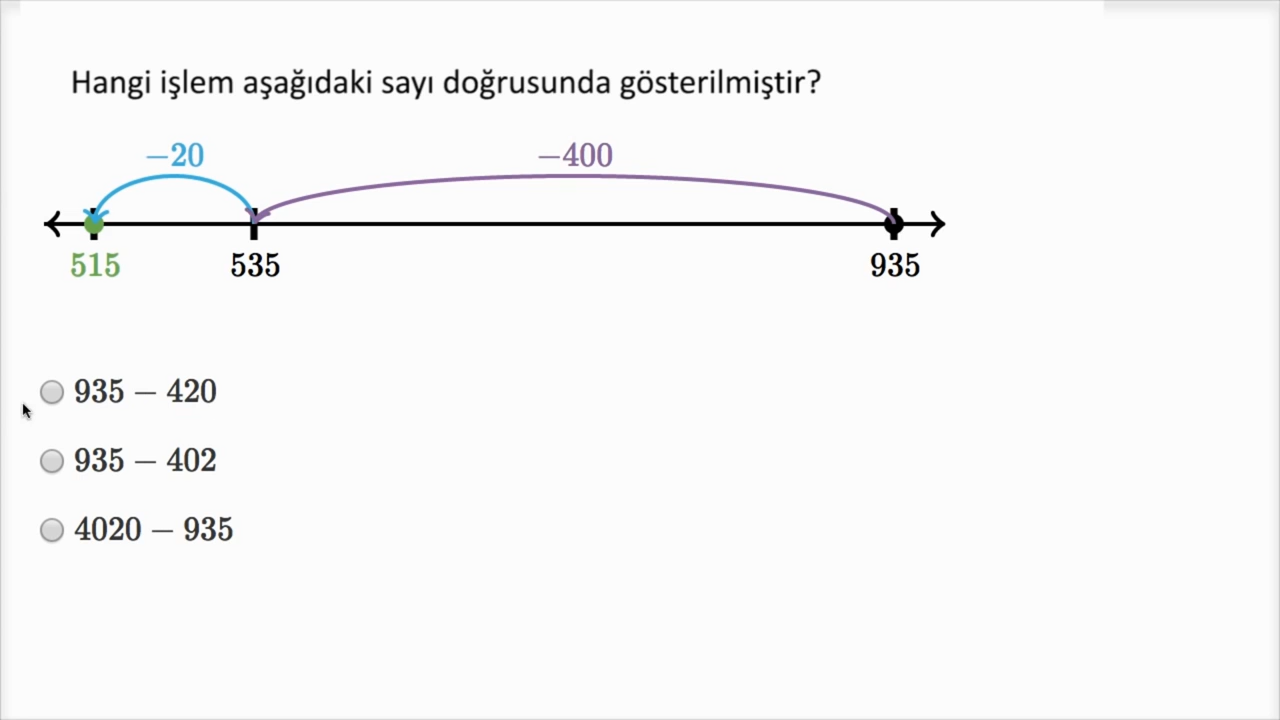 Hangi işlem aşağıdaki sayı doğrusunda gösterilmiştir?
−20 −400
515 535 935
935 − 420
935 − 402
4020 − 935